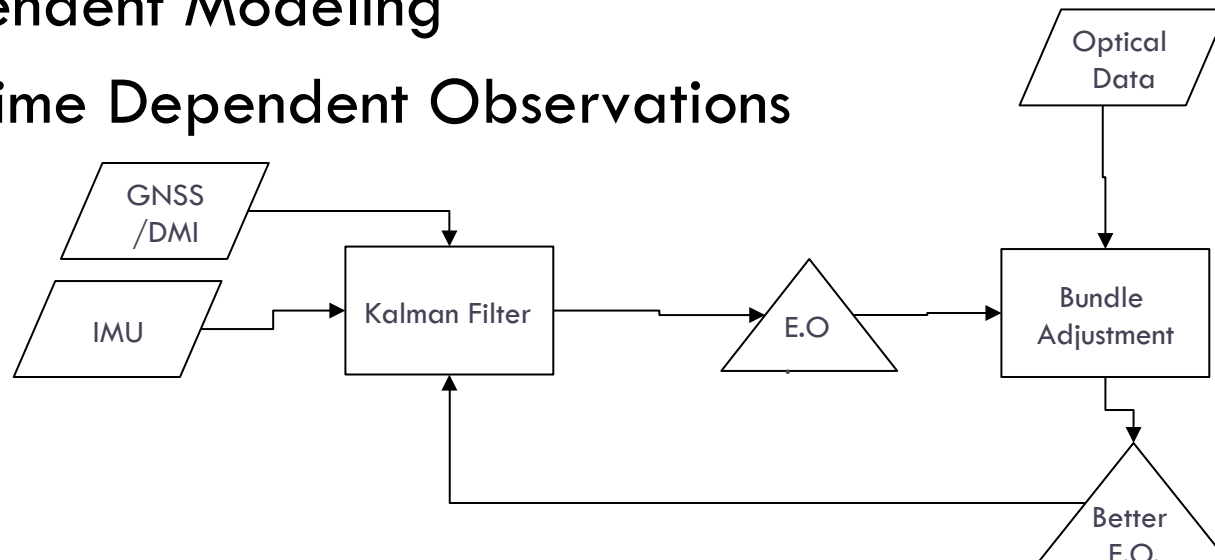 endent Modeling
ime Dependent Observations
Optical
Data
GNSS
/DMI
IMU
Kalman Filter
E.O
Bundle
Adjustment
Better
E.O.